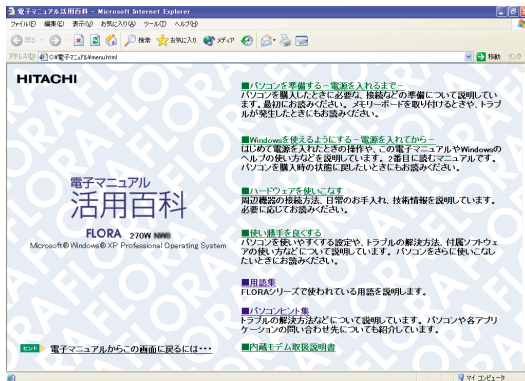 電子マニュアル活用百科 - Microsoft Internet Explorer
ファイル(F) 編集(E) 表示(V) お気に入り(A) ツール(T) ヘルプ(H)
戻る 検索 お気に入り メディア
アドレス(D) C:¥電子マニュアル¥menu.html 移動 リンク
HITACHI
電子マニュアル
活用百科
FLORA 270W
Microsoft® Windows® XP Professional Operating System
ヒント 電子マニュアルからこの画面に戻るには・・・
■パソコンを準備する－電源を入れるまで－
パソコンを購入したときに必要な、接続などの準備について説明してい
ます。最初にお読みください。メモリーボードを取り付けるときや、トラブ
ルが発生したときにもお読みください。
■Windowsを使えるようにする－電源を入れてから－
はじめて電源を入れたときの操作や、この電子マニュアルやWindowsの
ヘルプの使い方などを説明しています。2番目に読むマニュアルです。
パソコンを購入時の状態に戻したいときにもお読みください。
■ハードウェアを使いこなす
周辺機器の接続方法、日常のお手入れ、技術情報を説明しています。
必要に応じてお読みください。
■使い勝手を良くする
パソコンを使いやすくする設定や、トラブルの解決方法、付属ソフトウェ
アの使い方などについて説明しています。パソコンをさらに使いこなし
たいときにお読みください。
■用語集
FLORAシリーズで使われている用語を説明します。
■パソコンヒント集
トラブルの解決方法などについて説明しています。パソコンや各アプリ
ケーションの問い合わせ先についても紹介しています。
■内蔵モデム取扱説明書
マイ コンピュータ